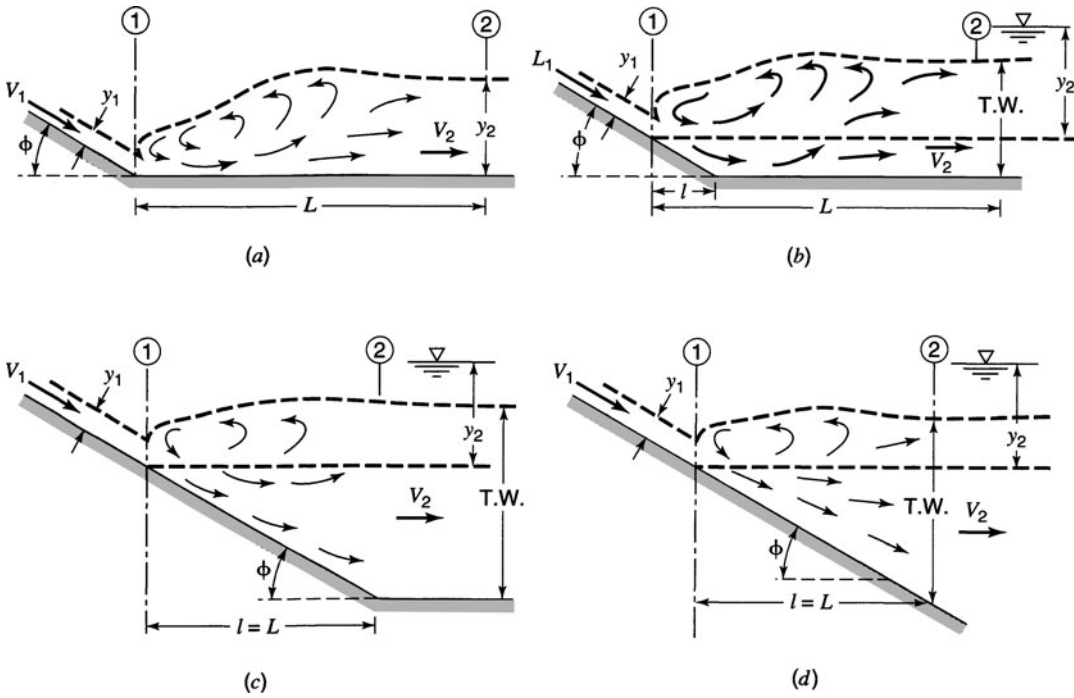 1
2
V1
y1
ϕ
y2
V2
L
(a)
1
2
L1
y1
ϕ
y2
T.W.
V2
l
L
(b)
1
2
V1
y1
y2
T.W.
V2
ϕ
l = L
(c)
1
2
V1
y1
y2
T.W.
V2
ϕ
l = L
(d)